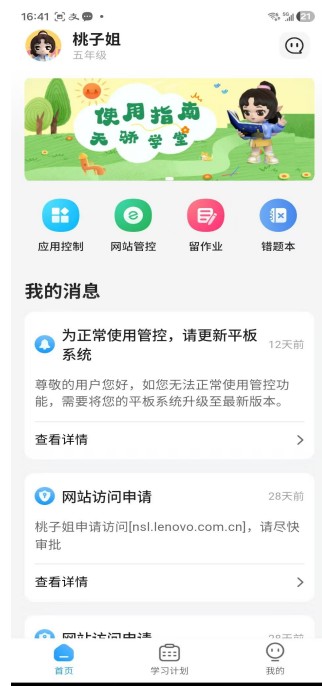 16:41
21
桃子姐
五年级
使用指南
天骄学堂
应用控制 网站管控 留作业 错题本
我的消息
为正常使用管控，请更新平板
系统
12天前
尊敬的用户您好，如您无法正常使用管控功
能，需要将您的平板系统升级至最新版本。
查看详情
网站访问申请 28天前
桃子姐申请访问[nsl.lenovo.com.cn]，请尽快
审批
查看详情
网站访问申请 28天前
首页 学习计划 我的